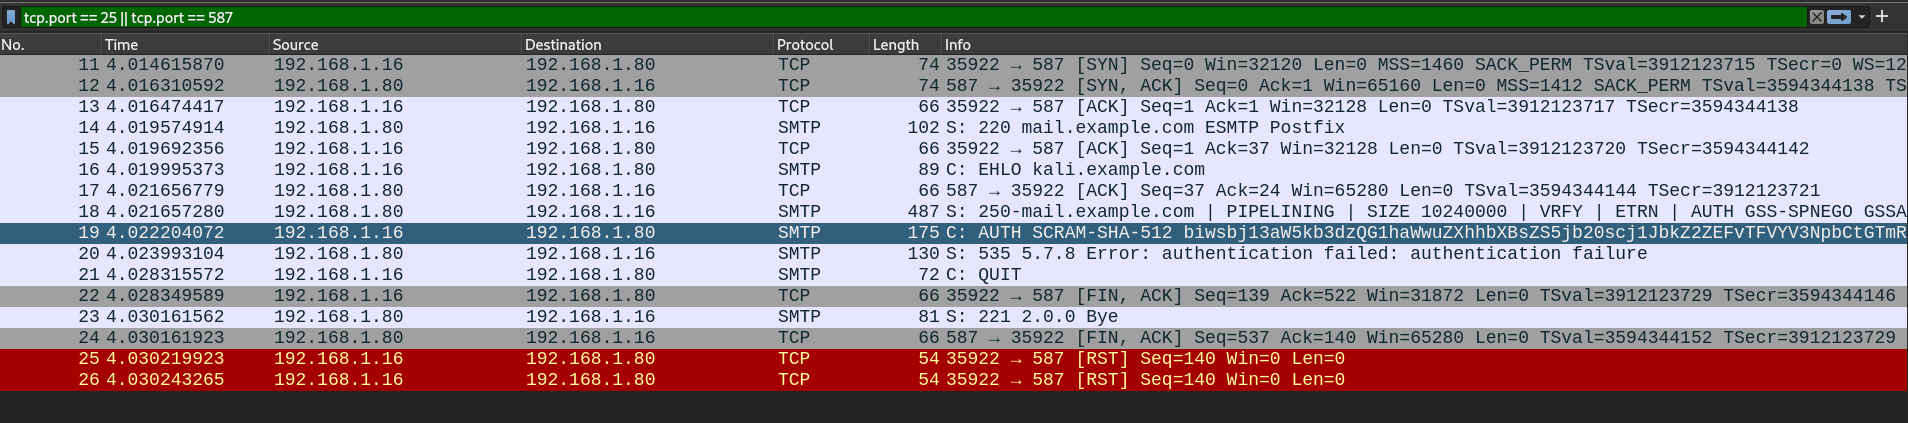 tcp.port == 25 || tcp.port == 587
No. Time Source Destination Protocol Length Info
11 4.014615870 192.168.1.16 192.168.1.80 TCP 74 35922 → 587 [SYN] Seq=0 Win=32120 Len=0 MSS=1460 SACK_PERM TSval=3912123715 TSecr=0 WS=12
12 4.016310592 192.168.1.80 192.168.1.16 TCP 74 587 → 35922 [SYN, ACK] Seq=0 Ack=1 Win=65160 Len=0 MSS=1412 SACK_PERM TSval=3594344138 TS
13 4.016474417 192.168.1.16 192.168.1.80 TCP 66 35922 → 587 [ACK] Seq=1 Ack=1 Win=32128 Len=0 TSval=3912123717 TSecr=3594344138
14 4.019574914 192.168.1.80 192.168.1.16 SMTP 102 S: 220 mail.example.com ESMTP Postfix
15 4.019692356 192.168.1.16 192.168.1.80 TCP 66 35922 → 587 [ACK] Seq=1 Ack=37 Win=32128 Len=0 TSval=3912123720 TSecr=3594344142
16 4.019995373 192.168.1.16 192.168.1.80 SMTP 89 C: EHLO kali.example.com
17 4.021656779 192.168.1.80 192.168.1.16 TCP 66 587 → 35922 [ACK] Seq=37 Ack=24 Win=65280 Len=0 TSval=3594344144 TSecr=3912123721
18 4.021657280 192.168.1.80 192.168.1.16 SMTP 487 S: 250-mail.example.com | PIPELINING | SIZE 10240000 | VRFY | ETRN | AUTH GSS-SPNEGO GSSA
19 4.022204072 192.168.1.16 192.168.1.80 SMTP 175 C: AUTH SCRAM-SHA-512 biwsbj13aW5kb3dzQG1haWwuZXhhbXBsZS5jb20scj1JbkZ2ZEFvTFVYV3NpbCtGTmR
20 4.023993104 192.168.1.80 192.168.1.16 SMTP 130 S: 535 5.7.8 Error: authentication failed: authentication failure
21 4.028315572 192.168.1.16 192.168.1.80 SMTP 72 C: QUIT
22 4.028349589 192.168.1.16 192.168.1.80 TCP 66 35922 → 587 [FIN, ACK] Seq=139 Ack=522 Win=31872 Len=0 TSval=3912123729 TSecr=3594344146
23 4.030161562 192.168.1.80 192.168.1.16 SMTP 81 S: 221 2.0.0 Bye
24 4.030161923 192.168.1.80 192.168.1.16 TCP 66 587 → 35922 [FIN, ACK] Seq=537 Ack=140 Win=65280 Len=0 TSval=3594344152 TSecr=3912123729
25 4.030219923 192.168.1.16 192.168.1.80 TCP 54 35922 → 587 [RST] Seq=140 Win=0 Len=0
26 4.030243265 192.168.1.16 192.168.1.80 TCP 54 35922 → 587 [RST] Seq=140 Win=0 Len=0